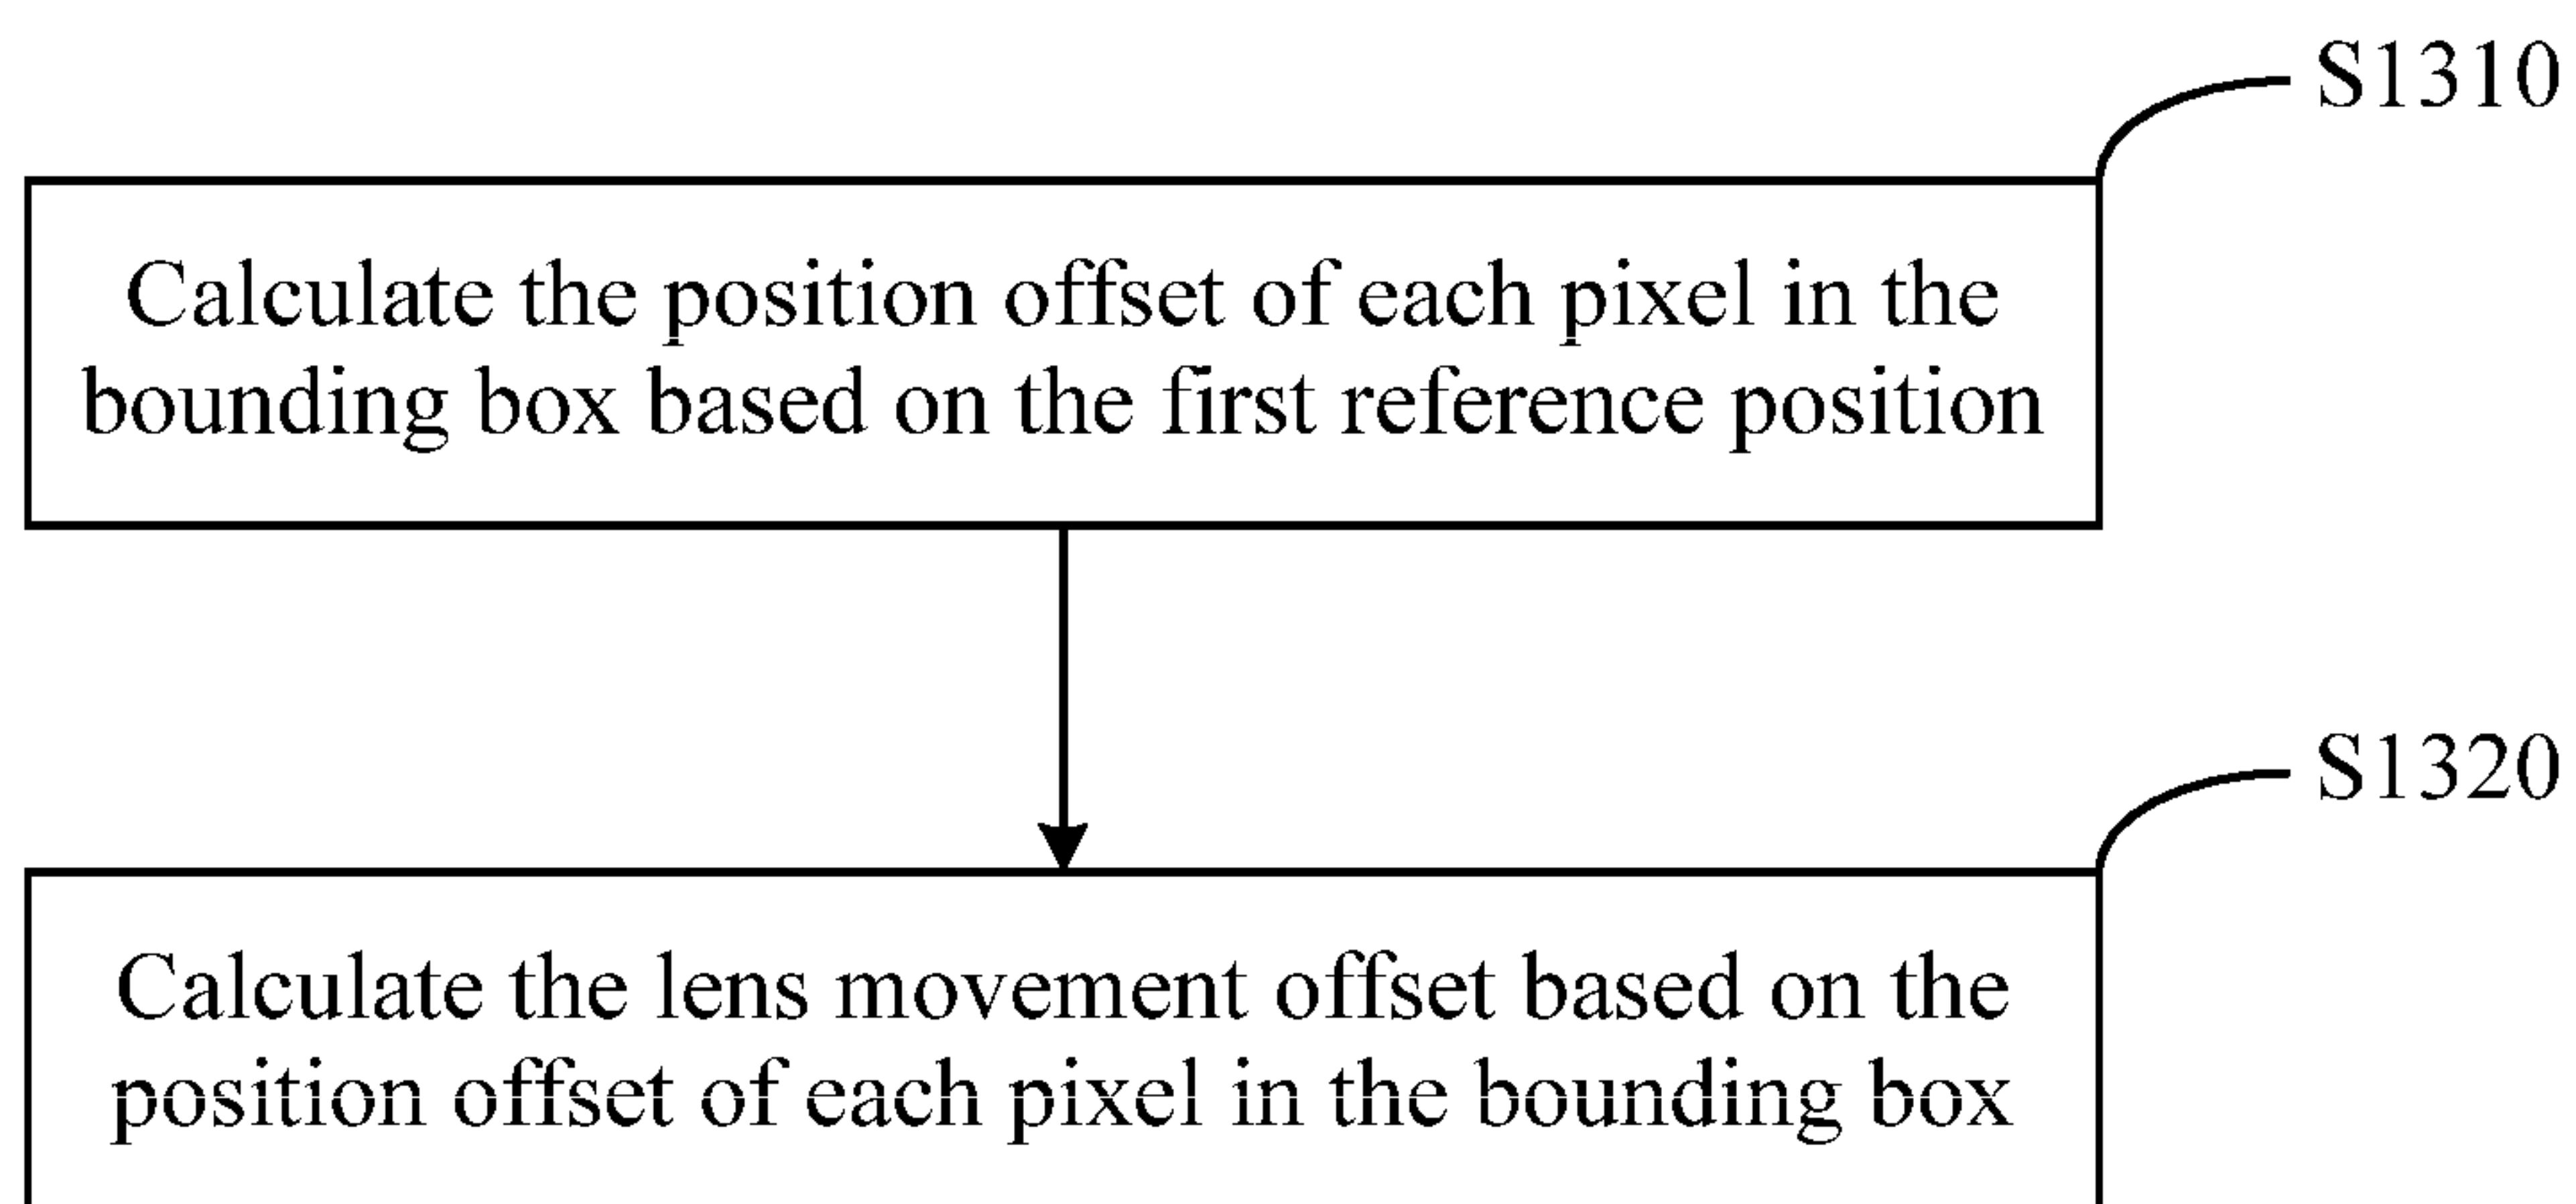 S1310
Calculate the position offset of each pixel in the
bounding box based on the first reference position
S1320
Calculate the lens movement offset based on the
position offset of each pixel in the bounding box